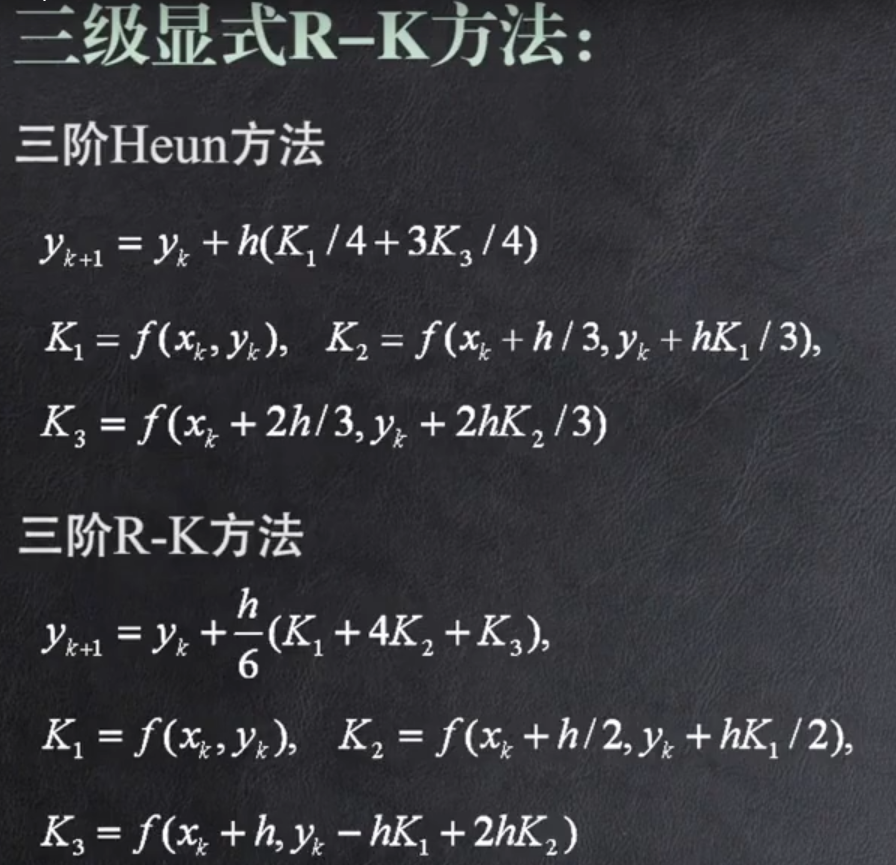 三级显式R-K方法：
三阶Heun方法
y_{k+1} = y_k + h(K_1/4+3K_3/4)
K_1 = f(x_k, y_k),   K_2 = f(x_k + h/3, y_k + hK_1/3),
K_3 = f(x_k + 2h/3, y_k + 2hK_2/3)
三阶R-K方法
y_{k+1} = y_k + \frac{h}{6}(K_1 + 4K_2 + K_3),
K_1 = f(x_k, y_k),   K_2 = f(x_k + h/2, y_k + hK_1/2),
K_3 = f(x_k + h, y_k − hK_1 + 2hK_2)